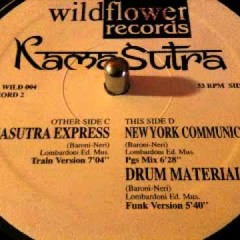 wildflower
records
KamaSutra
WILD 004
RECORD 2
33 RPM
OTHER SIDE C
ASUTRA EXPRESS
(Baroni-Neri)
Lombardoni Ed. Mus.
Train Version 7'04"
THIS SIDE D
NEW YORK COMMUNIC
(Baroni-Neri)
Lombardoni Ed. Mus.
Pgs Mix 6'28"
DRUM MATERIAL
(Baroni-Neri)
Lombardoni Ed. Mus.
Funk Version 5'40"